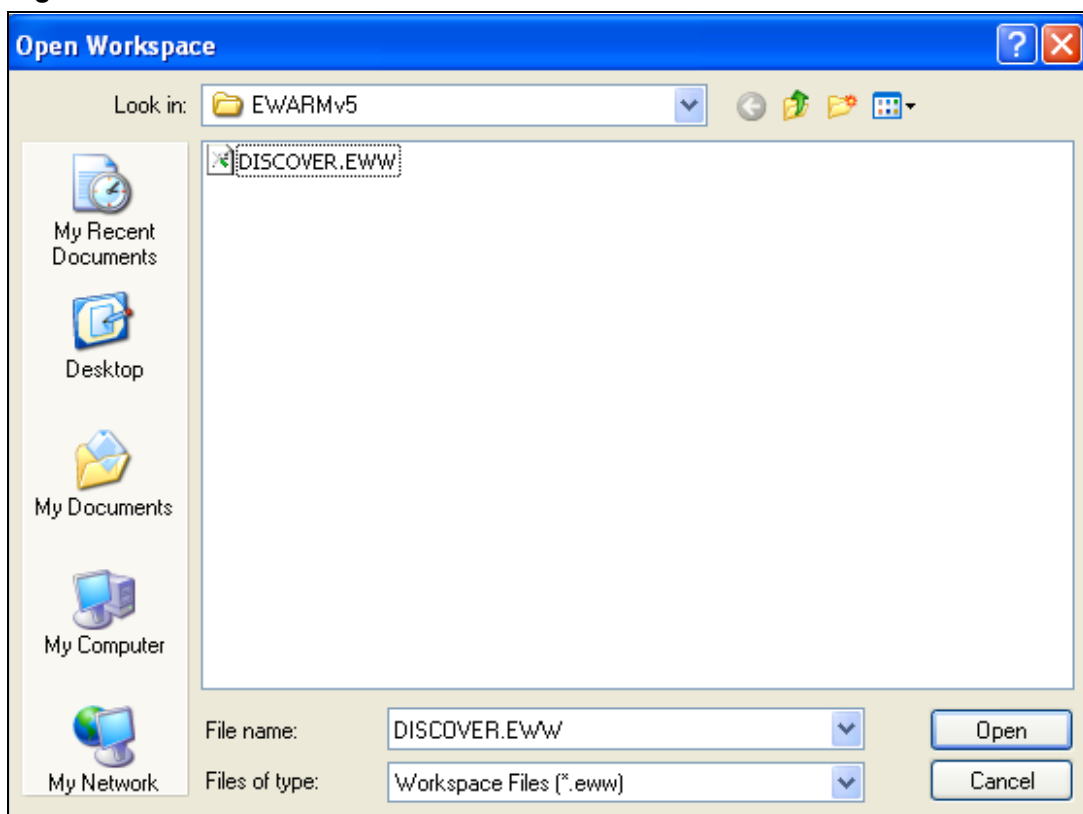 Open Workspace
Look in: EWARMv5
DISCOVER.EWW
My Recent
Documents
Desktop
My Documents
My Computer
My Network
File name: DISCOVER.EWW Open
Files of type: Workspace Files (*.eww) Cancel